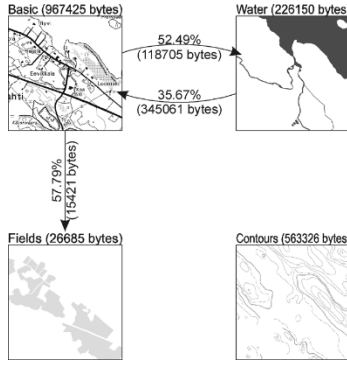 Basic (967425 bytes)
Water (226150 bytes)
52.49%
(118705 bytes)
35.67%
(345061 bytes)
57.79%
(15421 bytes)
Fields (26685 bytes)
Contours (563326 bytes)